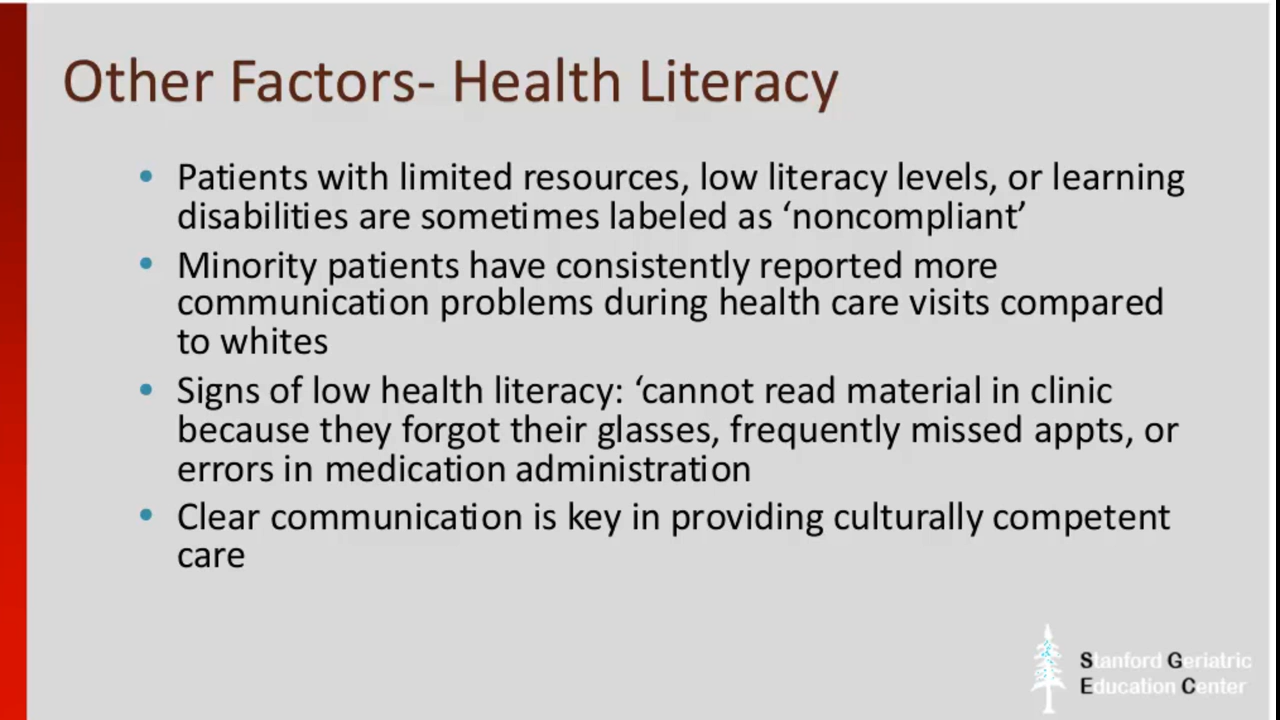 Other Factors- Health Literacy
• Patients with limited resources, low literacy levels, or learning
disabilities are sometimes labeled as ‘noncompliant’
• Minority patients have consistently reported more
communication problems during health care visits compared
to whites
• Signs of low health literacy: ‘cannot read material in clinic
because they forgot their glasses, frequently missed appts, or
errors in medication administration
• Clear communication is key in providing culturally competent
care
Stanford Geriatric
Education Center